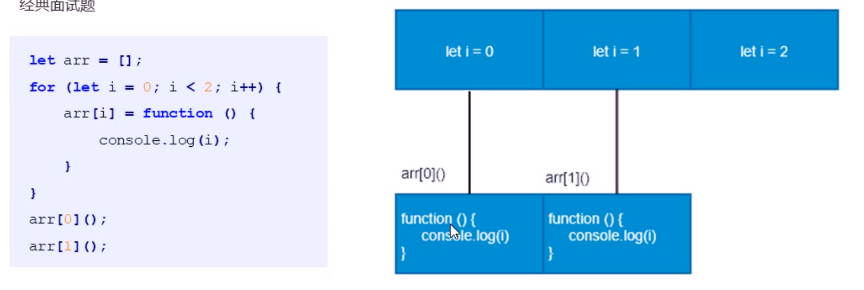 经典面试题
let arr = [];
for (let i = 0; i < 2; i++) {
arr[i] = function () {
console.log(i);
}
}
arr[0]();
arr[1]();
let i = 0
let i = 1
let i = 2
arr[0]()
arr[1]()
function () {
console.log(i)
}
function () {
console.log(i)
}